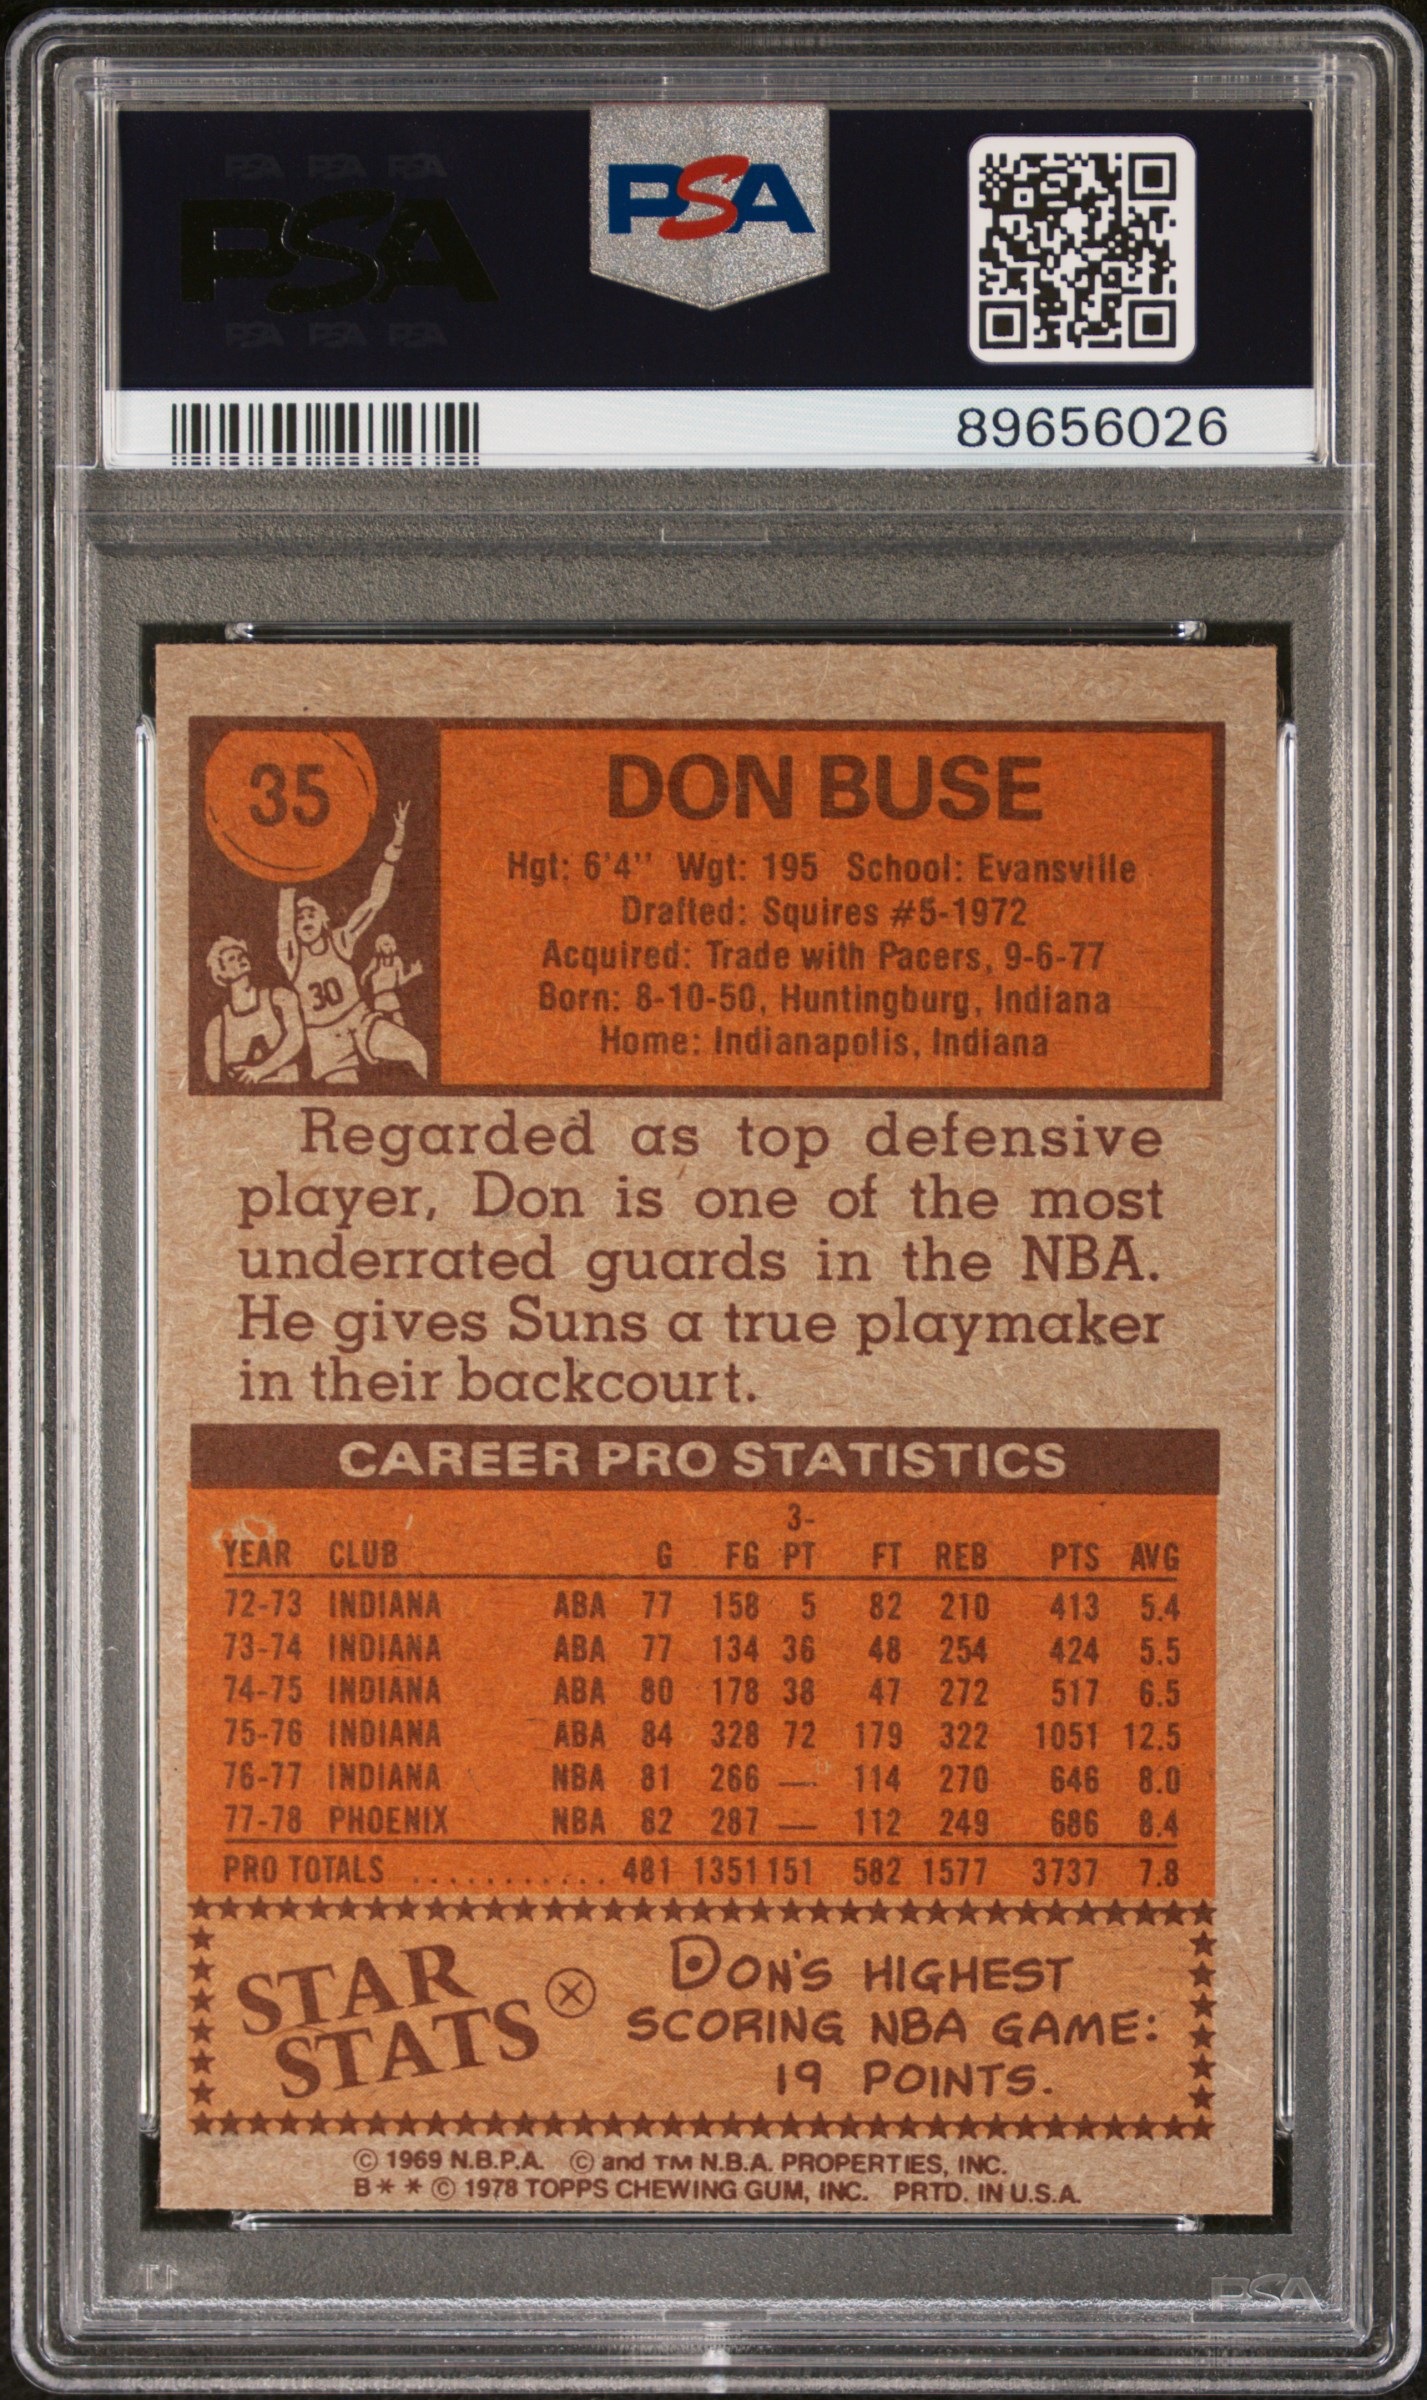 PSA PSA PSA
PSA
PSA PSA PSA
PSA
89656026
35
DON BUSE
Hgt: 6'4" Wgt: 195 School: Evansville
Drafted: Squires #5-1972
Acquired: Trade with Pacers, 9-6-77
Born: 8-10-50, Huntingburg, Indiana
Home: Indianapolis, Indiana
30
Regarded as top defensive
player, Don is one of the most
underrated guards in the NBA.
He gives Suns a true playmaker
in their backcourt.
CAREER PRO STATISTICS
YEAR CLUB G FG 3-PT FT REB PTS AVG
72-73 INDIANA ABA 77 158 5 82 210 413 5.4
73-74 INDIANA ABA 77 134 36 48 254 424 5.5
74-75 INDIANA ABA 80 178 38 47 272 517 6.5
75-76 INDIANA ABA 84 328 72 179 322 1051 12.5
76-77 INDIANA NBA 81 266 — 114 270 646 8.0
77-78 PHOENIX NBA 82 287 — 112 249 686 8.4
PRO TOTALS ........... 481 1351 151 582 1577 3737 7.8
STAR
STATS
DON'S HIGHEST
SCORING NBA GAME:
19 POINTS.
© 1969 N.B.P.A. © and TM N.B.A. PROPERTIES, INC.
B* * © 1978 TOPPS CHEWING GUM, INC. PRTD. IN U.S.A.
PSA